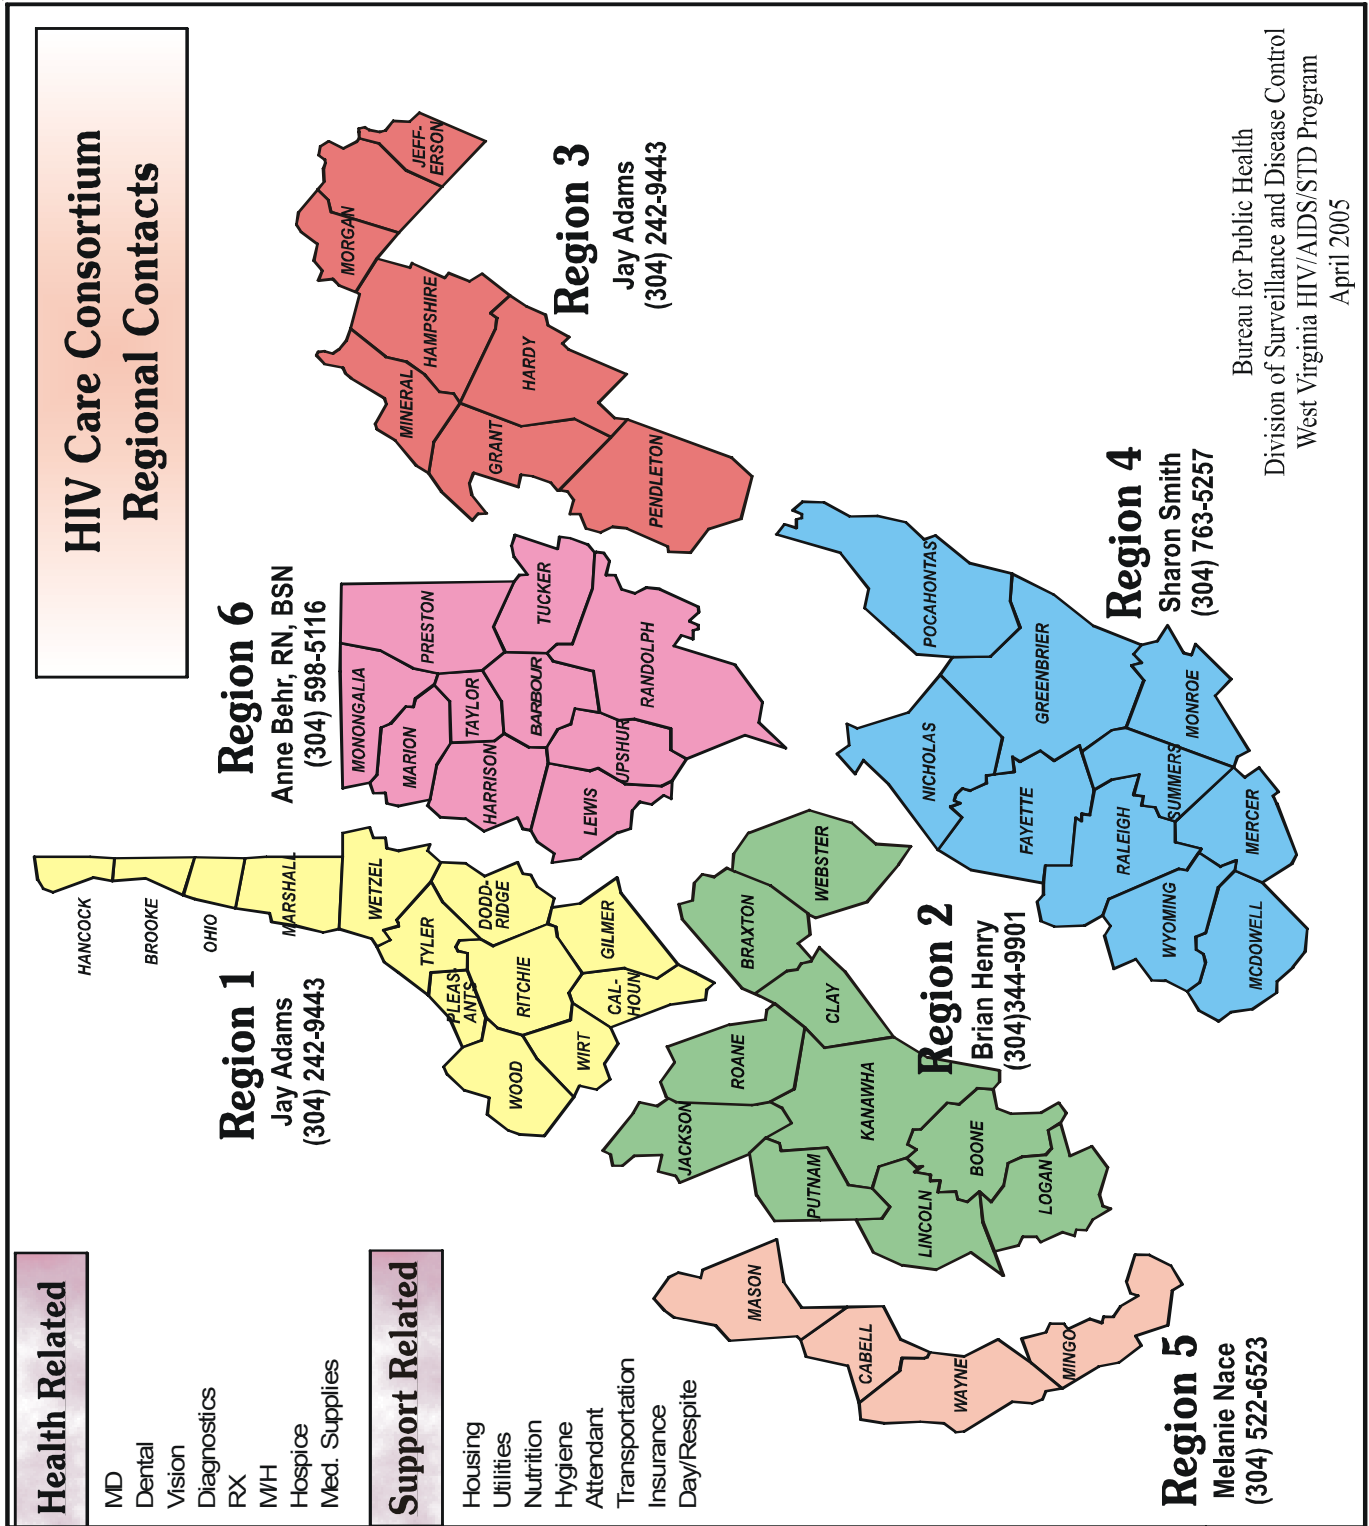 HIV Care Consortium
Regional Contacts
Health Related
MD
Dental
Vision
Diagnostics
RX
MH
Hospice
Med. Supplies
Support Related
Housing
Utilities
Nutrition
Hygiene
Attendant
Transportation
Insurance
Day/Respite
Region 1
Jay Adams
(304) 242-9443
HANCOCK
BROOKE
OHIO
MARSHALL
WETZEL
TYLER
DODD-
RIDGE
PLEAS-
ANTS
RITCHIE
GILMER
CAL-
HOUN
WOOD
WIRT
Region 6
Anne Behr, RN, BSN
(304) 598-5116
MONONGALIA
PRESTON
MARION
TAYLOR
HARRISON
BARBOUR
TUCKER
LEWIS
UPSHUR
RANDOLPH
Region 3
Jay Adams
(304) 242-9443
MORGAN
JEFF-
ERSON
MINERAL
HAMPSHIRE
GRANT
HARDY
PENDLETON
Region 2
Brian Henry
(304)344-9901
JACKSON
ROANE
BRAXTON
WEBSTER
CLAY
PUTNAM
KANAWHA
LINCOLN
BOONE
LOGAN
Region 4
Sharon Smith
(304) 763-5257
POCAHONTAS
NICHOLAS
GREENBRIER
FAYETTE
RALEIGH
SUMMERS
MONROE
WYOMING
MERCER
MCDOWELL
Region 5
Melanie Nace
(304) 522-6523
MASON
CABELL
WAYNE
MINGO
Bureau for Public Health
Division of Surveillance and Disease Control
West Virginia HIV/AIDS/STD Program
April 2005